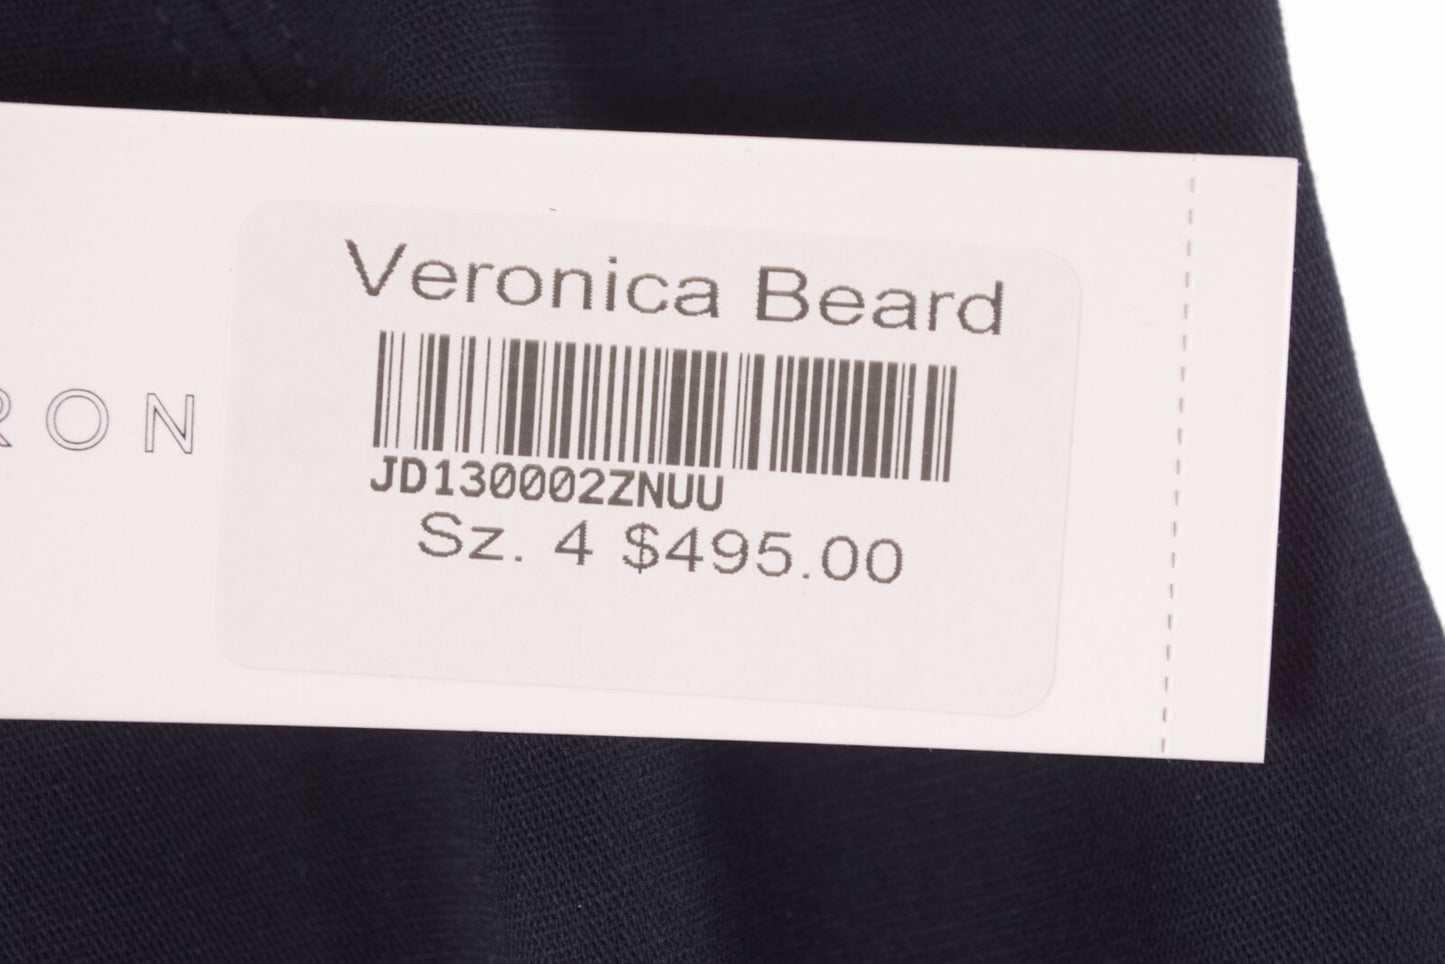 Veronica Beard
RON
JD130002ZNUU
Sz. 4 $495.00